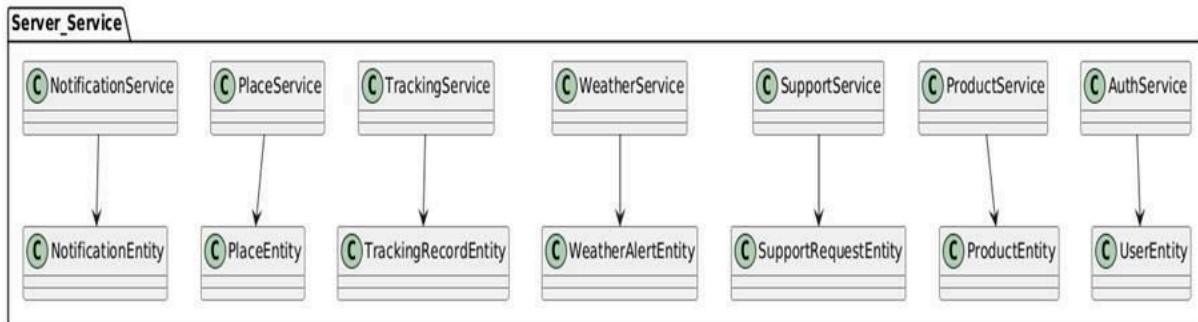 Server_Service
C NotificationService
C PlaceService
C TrackingService
C WeatherService
C SupportService
C ProductService
C AuthService
C NotificationEntity
C PlaceEntity
C TrackingRecordEntity
C WeatherAlertEntity
C SupportRequestEntity
C ProductEntity
C UserEntity